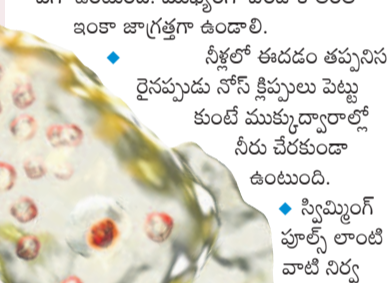 ఇంకా జాగ్రత్తగా ఉండాలి.
నీళ్లలో ఈదడం తప్పనిస
రైనప్పుడు నోస్ క్లిప్పులు పెట్టు
కుంటే ముక్కుద్వారాల్లో
నీరు చేరకుండా
ఉంటుంది.
స్విమ్మింగ్
పూల్స్ లాంటి
వాటి నిర్వ